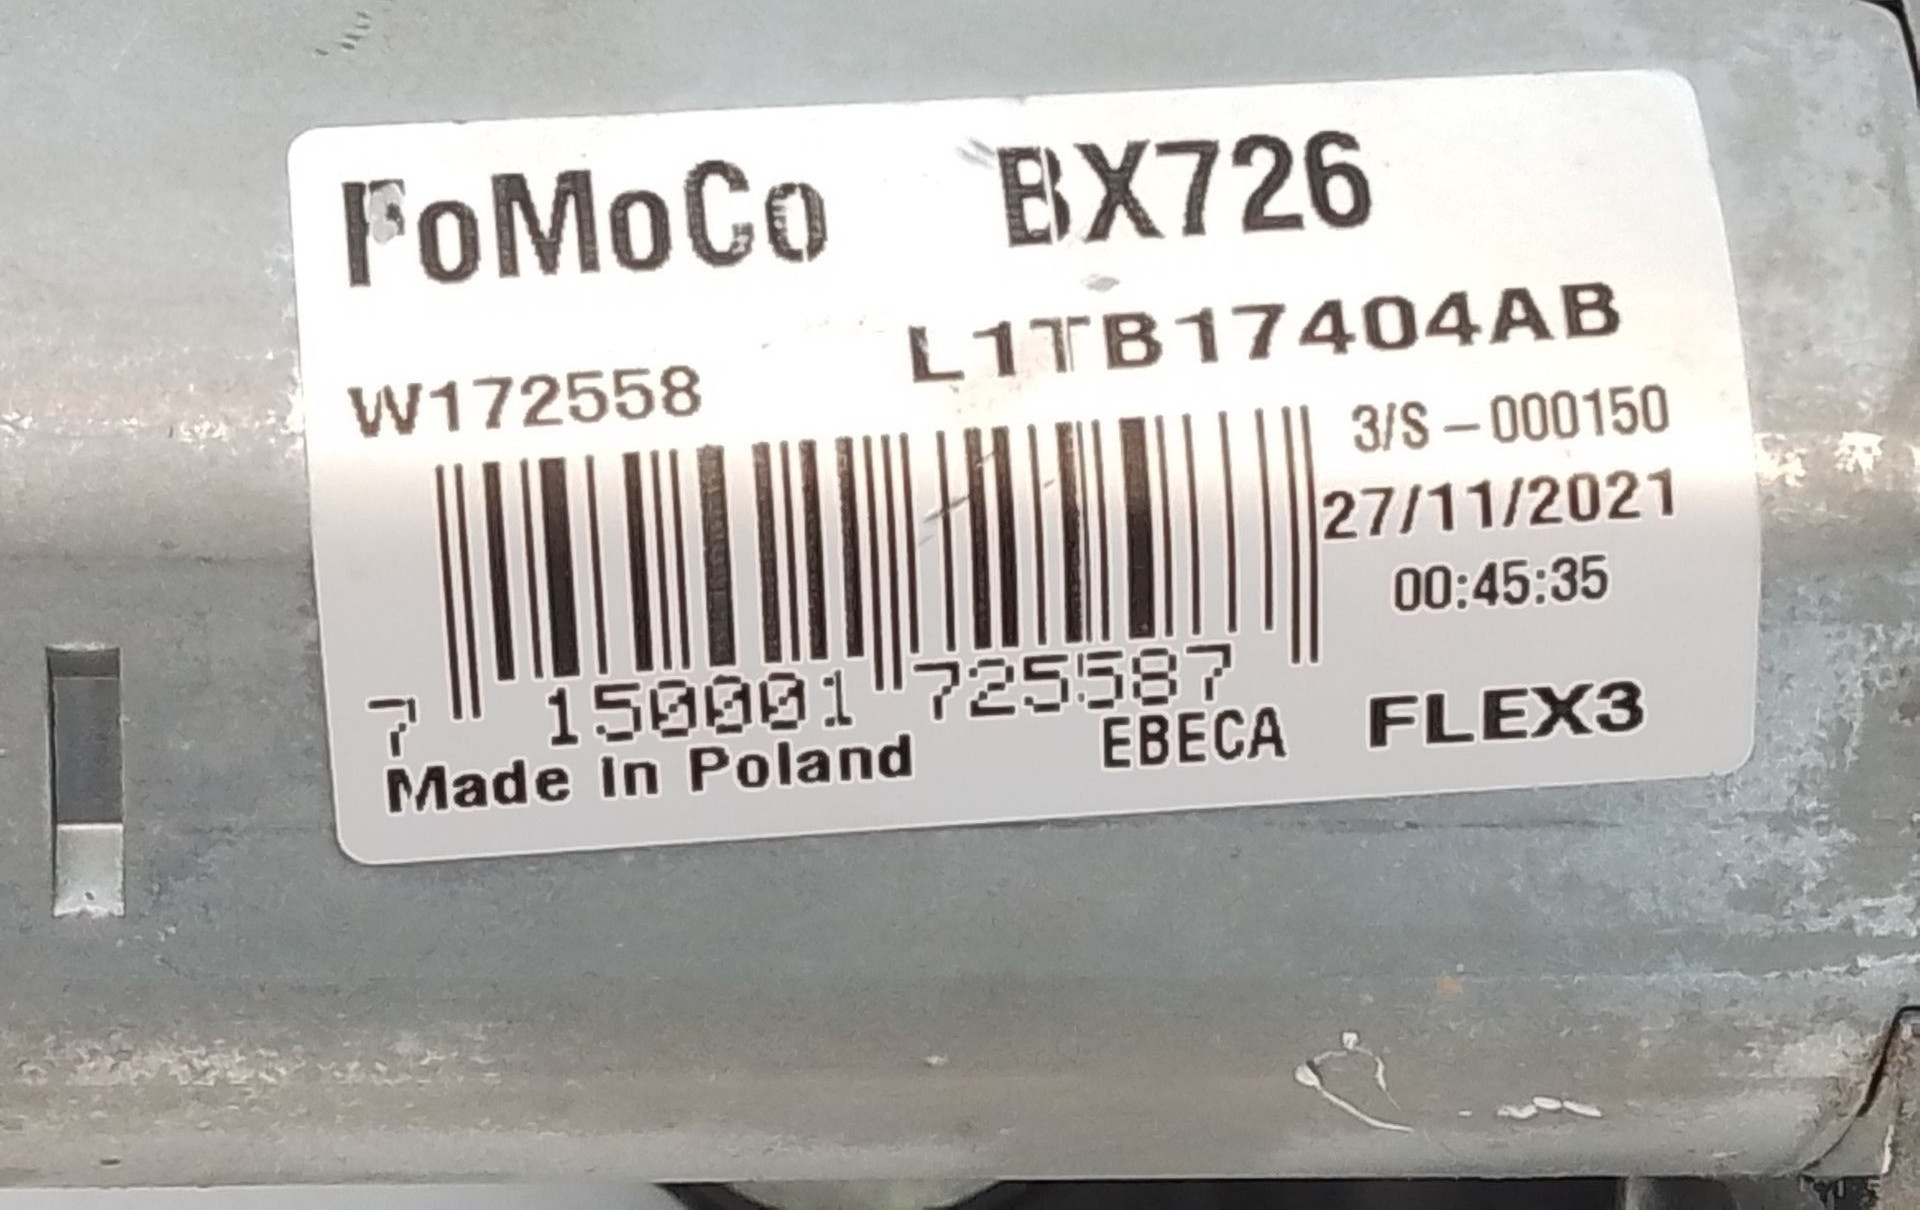 FoMoCo BX726
W172558 L1TB17404AB
3/S-000150
27/11/2021
00:45:35
7 150001 725587
Made in Poland EBECA FLEX3